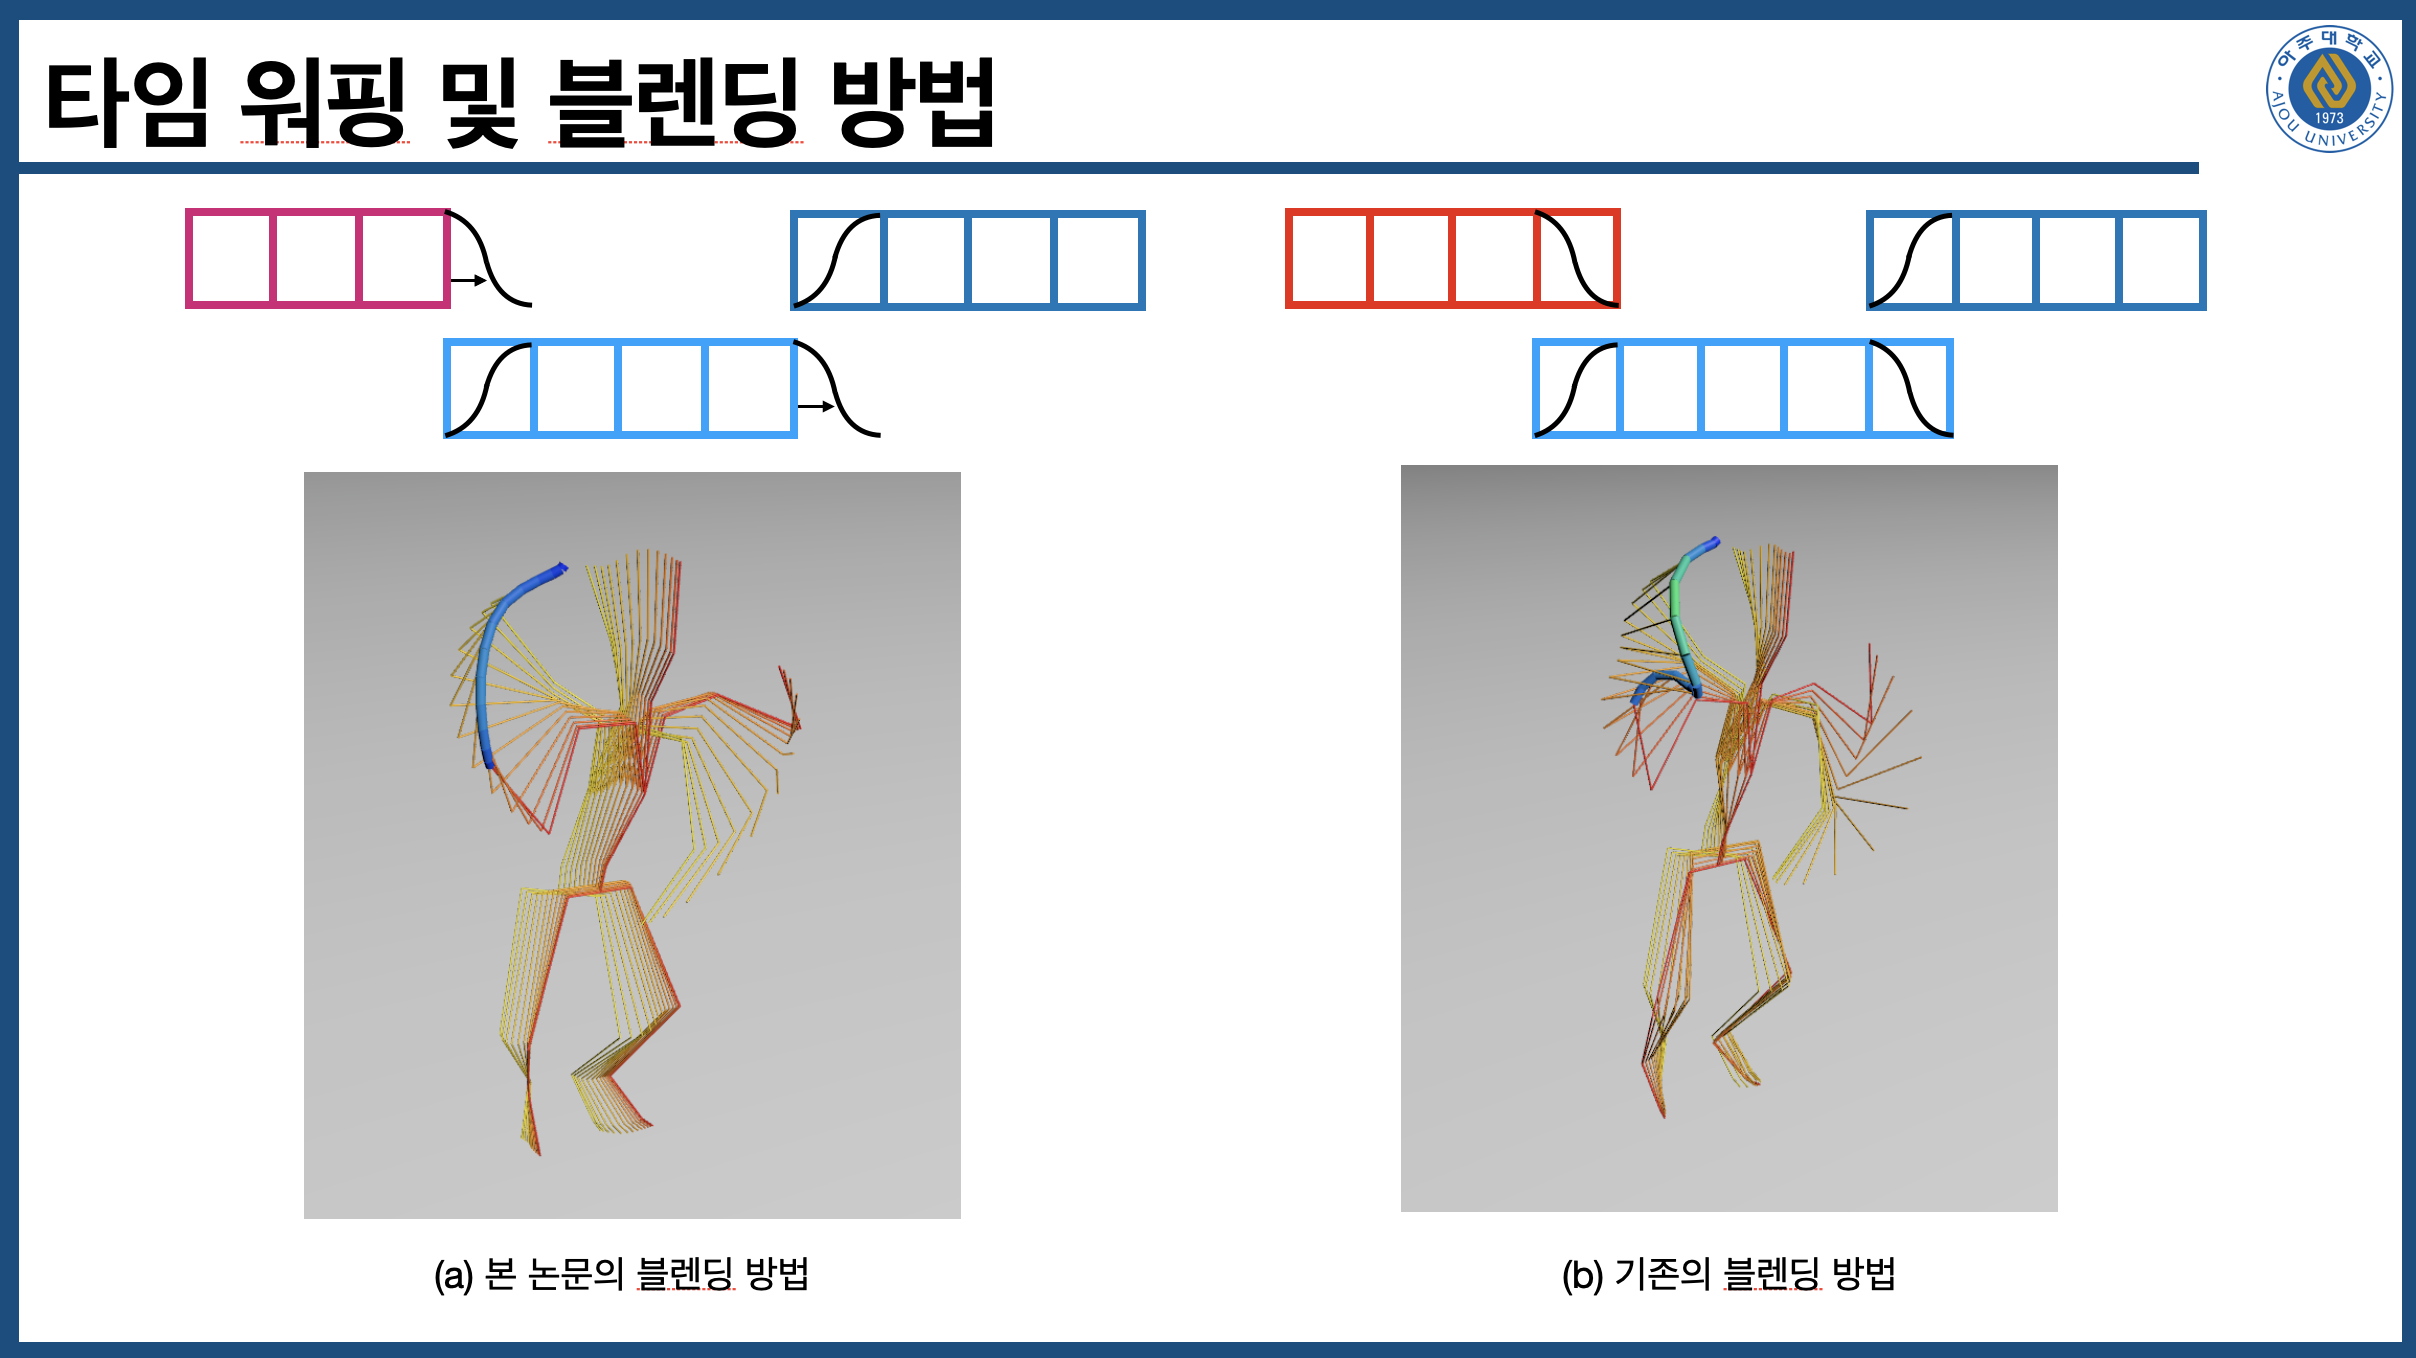 타임 워핑 및 블렌딩 방법
아주대학교
AJOU UNIVERSITY
1973
(a) 본 논문의 블렌딩 방법
(b) 기존의 블렌딩 방법